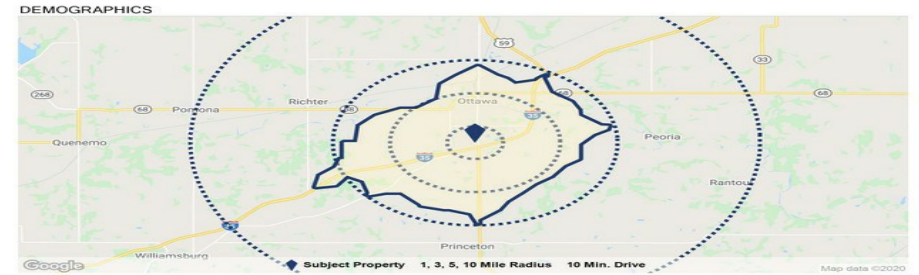 DEMOGRAPHICS
59
33
268
68
Pomona
Richter
68
Ottawa
68
68
35
Quenemo
Peoria
35
Rantoul
Princeton
Williamsburg
Google
Subject Property 1, 3, 5, 10 Mile Radius 10 Min. Drive
Map data ©2020